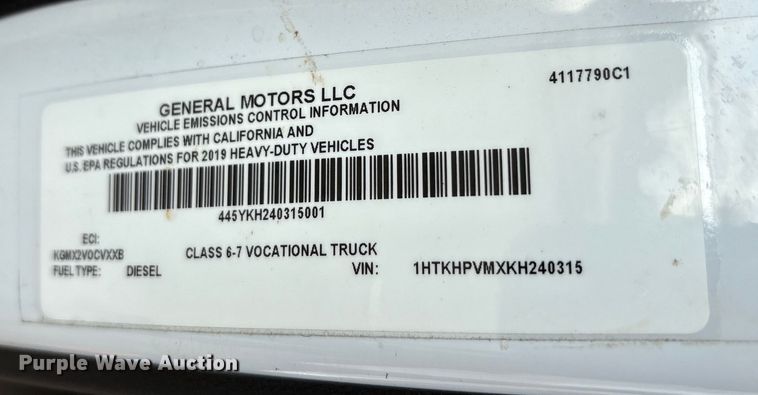 4117790C1
GENERAL MOTORS LLC
VEHICLE EMISSIONS CONTROL INFORMATION
THIS VEHICLE COMPLIES WITH CALIFORNIA AND
U.S. EPA REGULATIONS FOR 2019 HEAVY-DUTY VEHICLES
445YKH240315001
ECI:
KGMX2VOCVXXB CLASS 6-7 VOCATIONAL TRUCK
FUEL TYPE: DIESEL VIN: 1HTKHPVMXKH240315
Purple Wave Auction